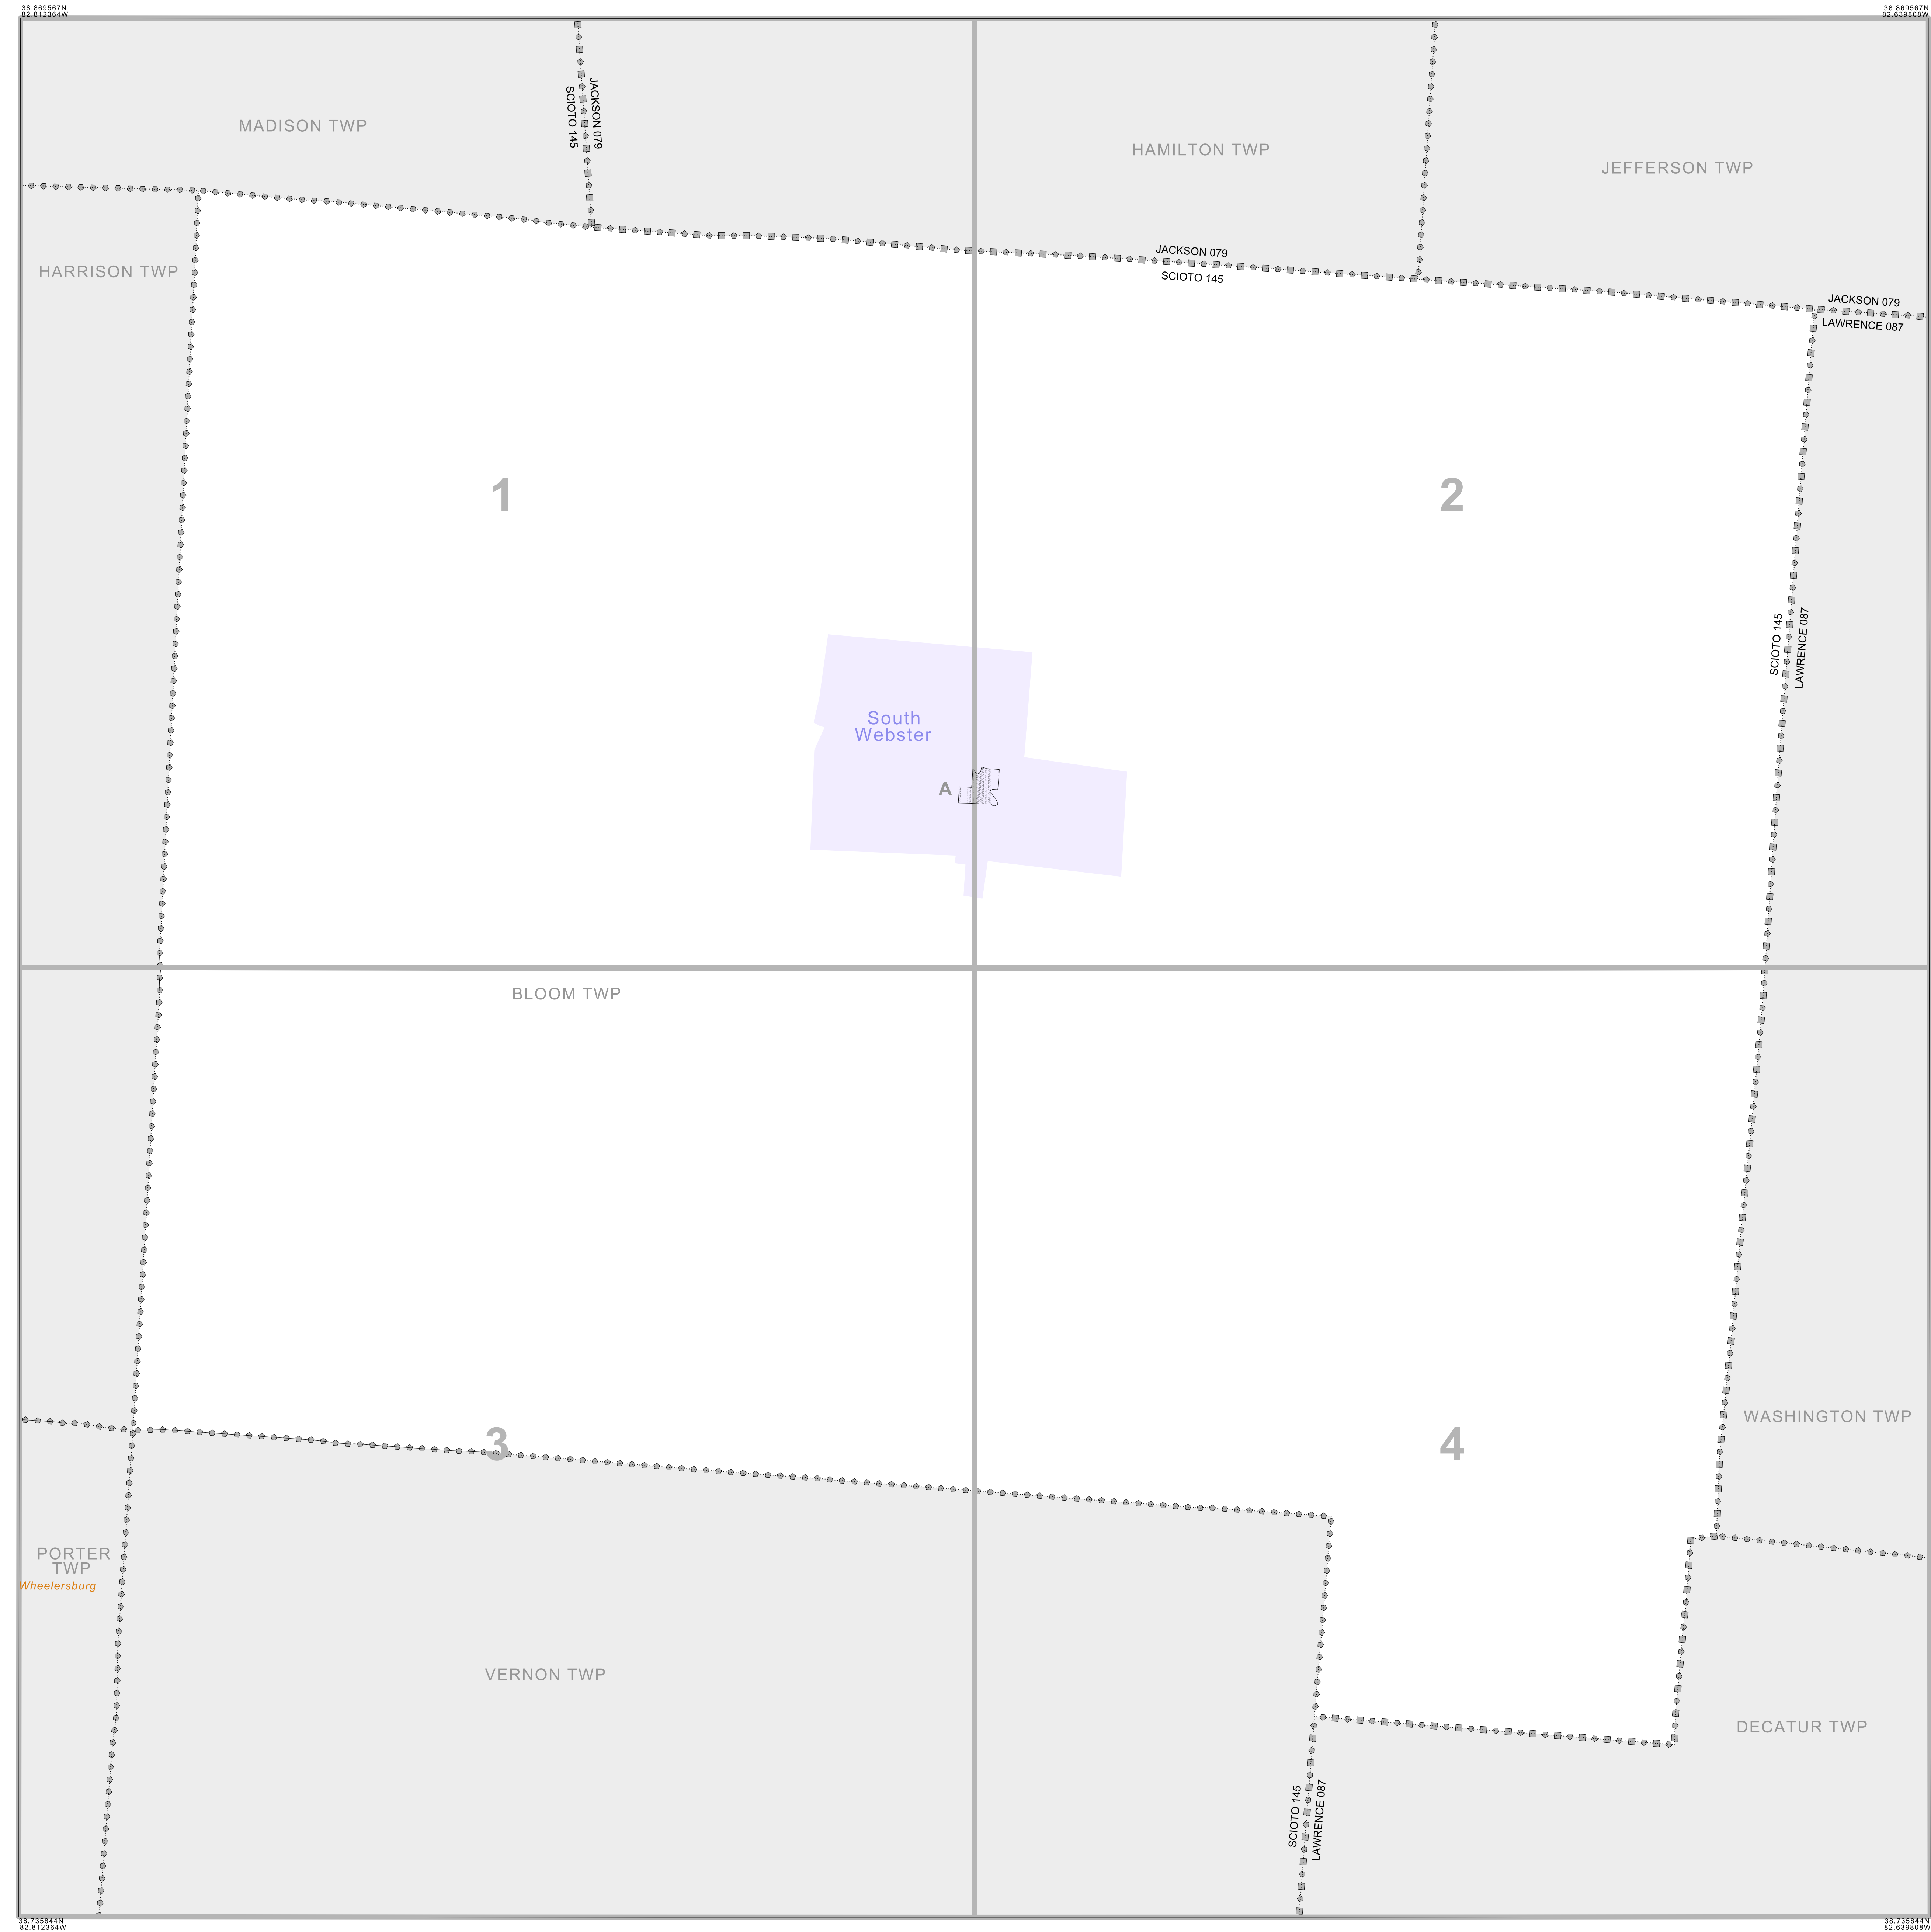 38.869567N
82.812364W
38.869567N
82.639808W
JACKSON 079
SCIOTO 145
MADISON TWP
HAMILTON TWP
JEFFERSON TWP
HARRISON TWP
JACKSON 079
SCIOTO 145
JACKSON 079
LAWRENCE 087
1
2
SCIOTO 145
LAWRENCE 087
South
Webster
A
BLOOM TWP
3
4
WASHINGTON TWP
PORTER
TWP
Wheelersburg
VERNON TWP
DECATUR TWP
SCIOTO 145
LAWRENCE 087
38.735844N
82.812364W
38.735844N
82.639808W